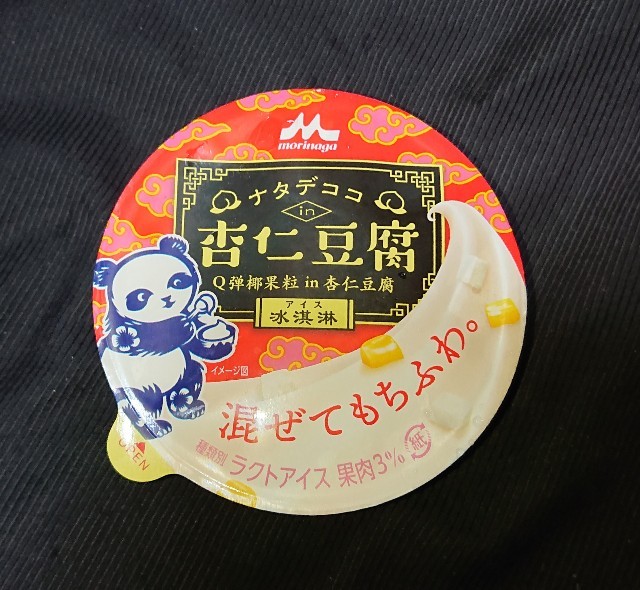 morinaga
ナタデココ
in
杏仁豆腐
Q弾椰果粒in杏仁豆腐
アイス
冰淇淋
イメージ図
混ぜてもちふわ。
種類別 ラクトアイス 果肉3% 紙
OPEN